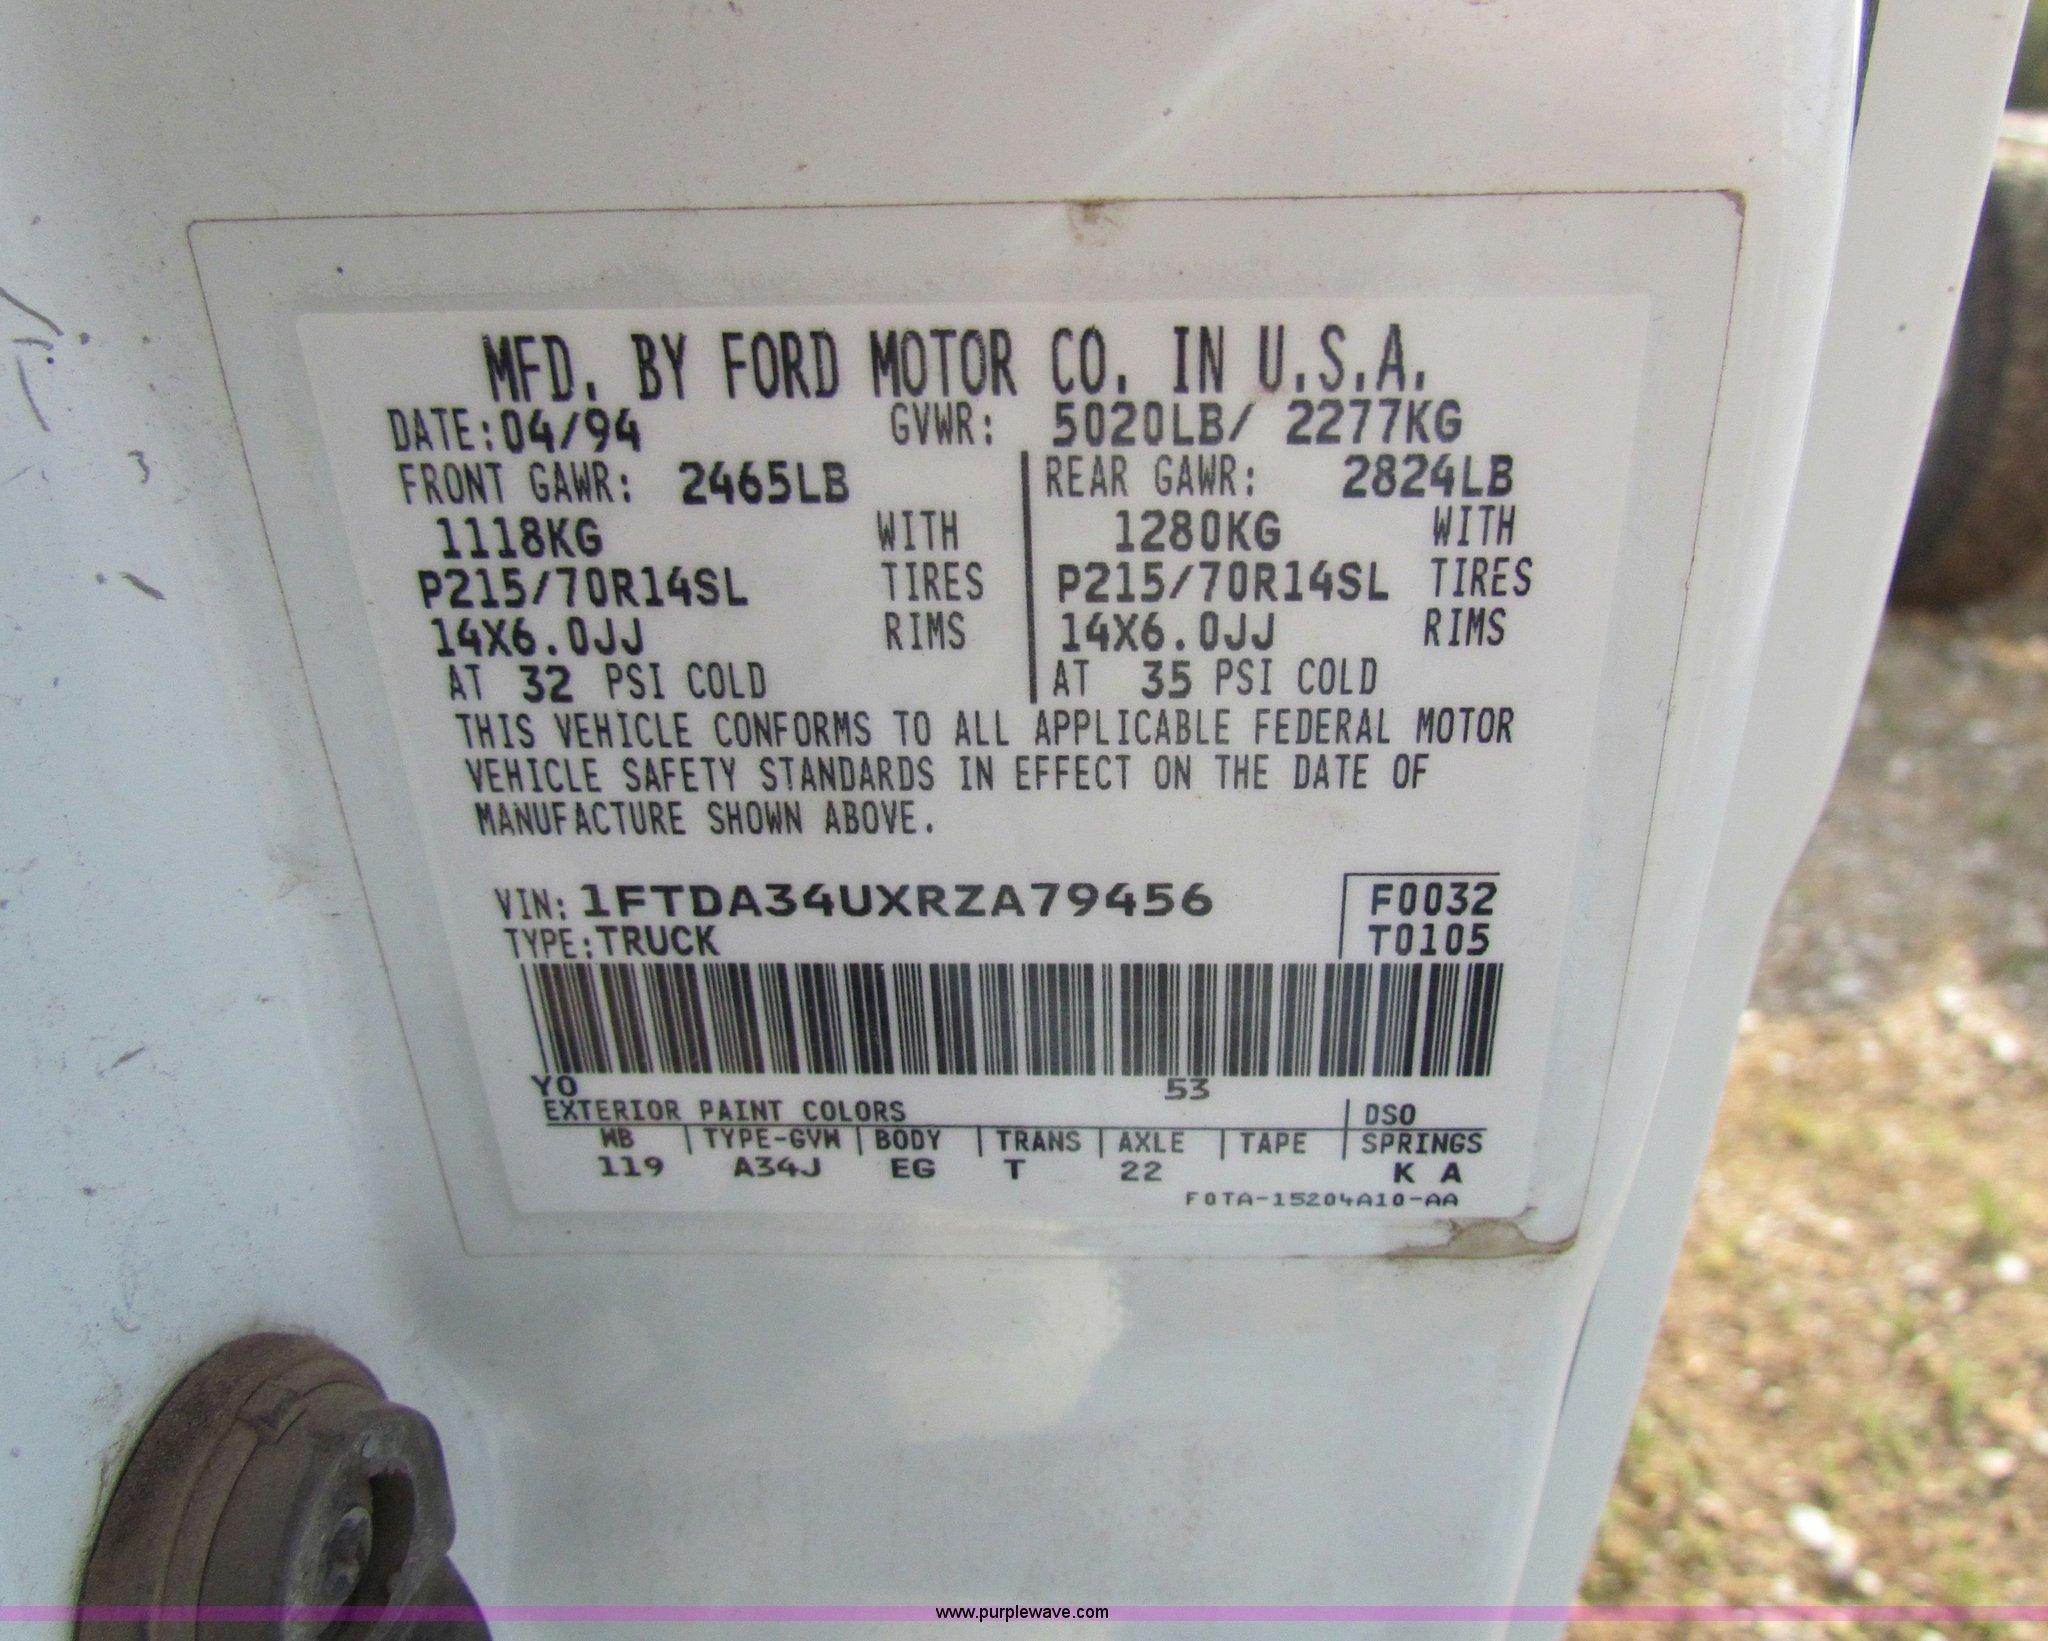 MFD. BY FORD MOTOR CO. IN U.S.A.
DATE: 04/94 GVWR: 5020LB/ 2277KG
FRONT GAWR: 2465LB REAR GAWR: 2824LB
1118KG WITH 1280KG WITH
P215/70R14SL TIRES P215/70R14SL TIRES
14X6.0JJ RIMS 14X6.0JJ RIMS
AT 32 PSI COLD AT 35 PSI COLD
THIS VEHICLE CONFORMS TO ALL APPLICABLE FEDERAL MOTOR
VEHICLE SAFETY STANDARDS IN EFFECT ON THE DATE OF
MANUFACTURE SHOWN ABOVE.
VIN: 1FTDA34UXRZA79456 F0032
TYPE: TRUCK T0105
YO 53
EXTERIOR PAINT COLORS DSO
WB TYPE-GVW BODY TRANS AXLE TAPE SPRINGS
119 A34J EG T 22 K A
F0TA-15204A10-AA
www.purplewave.com